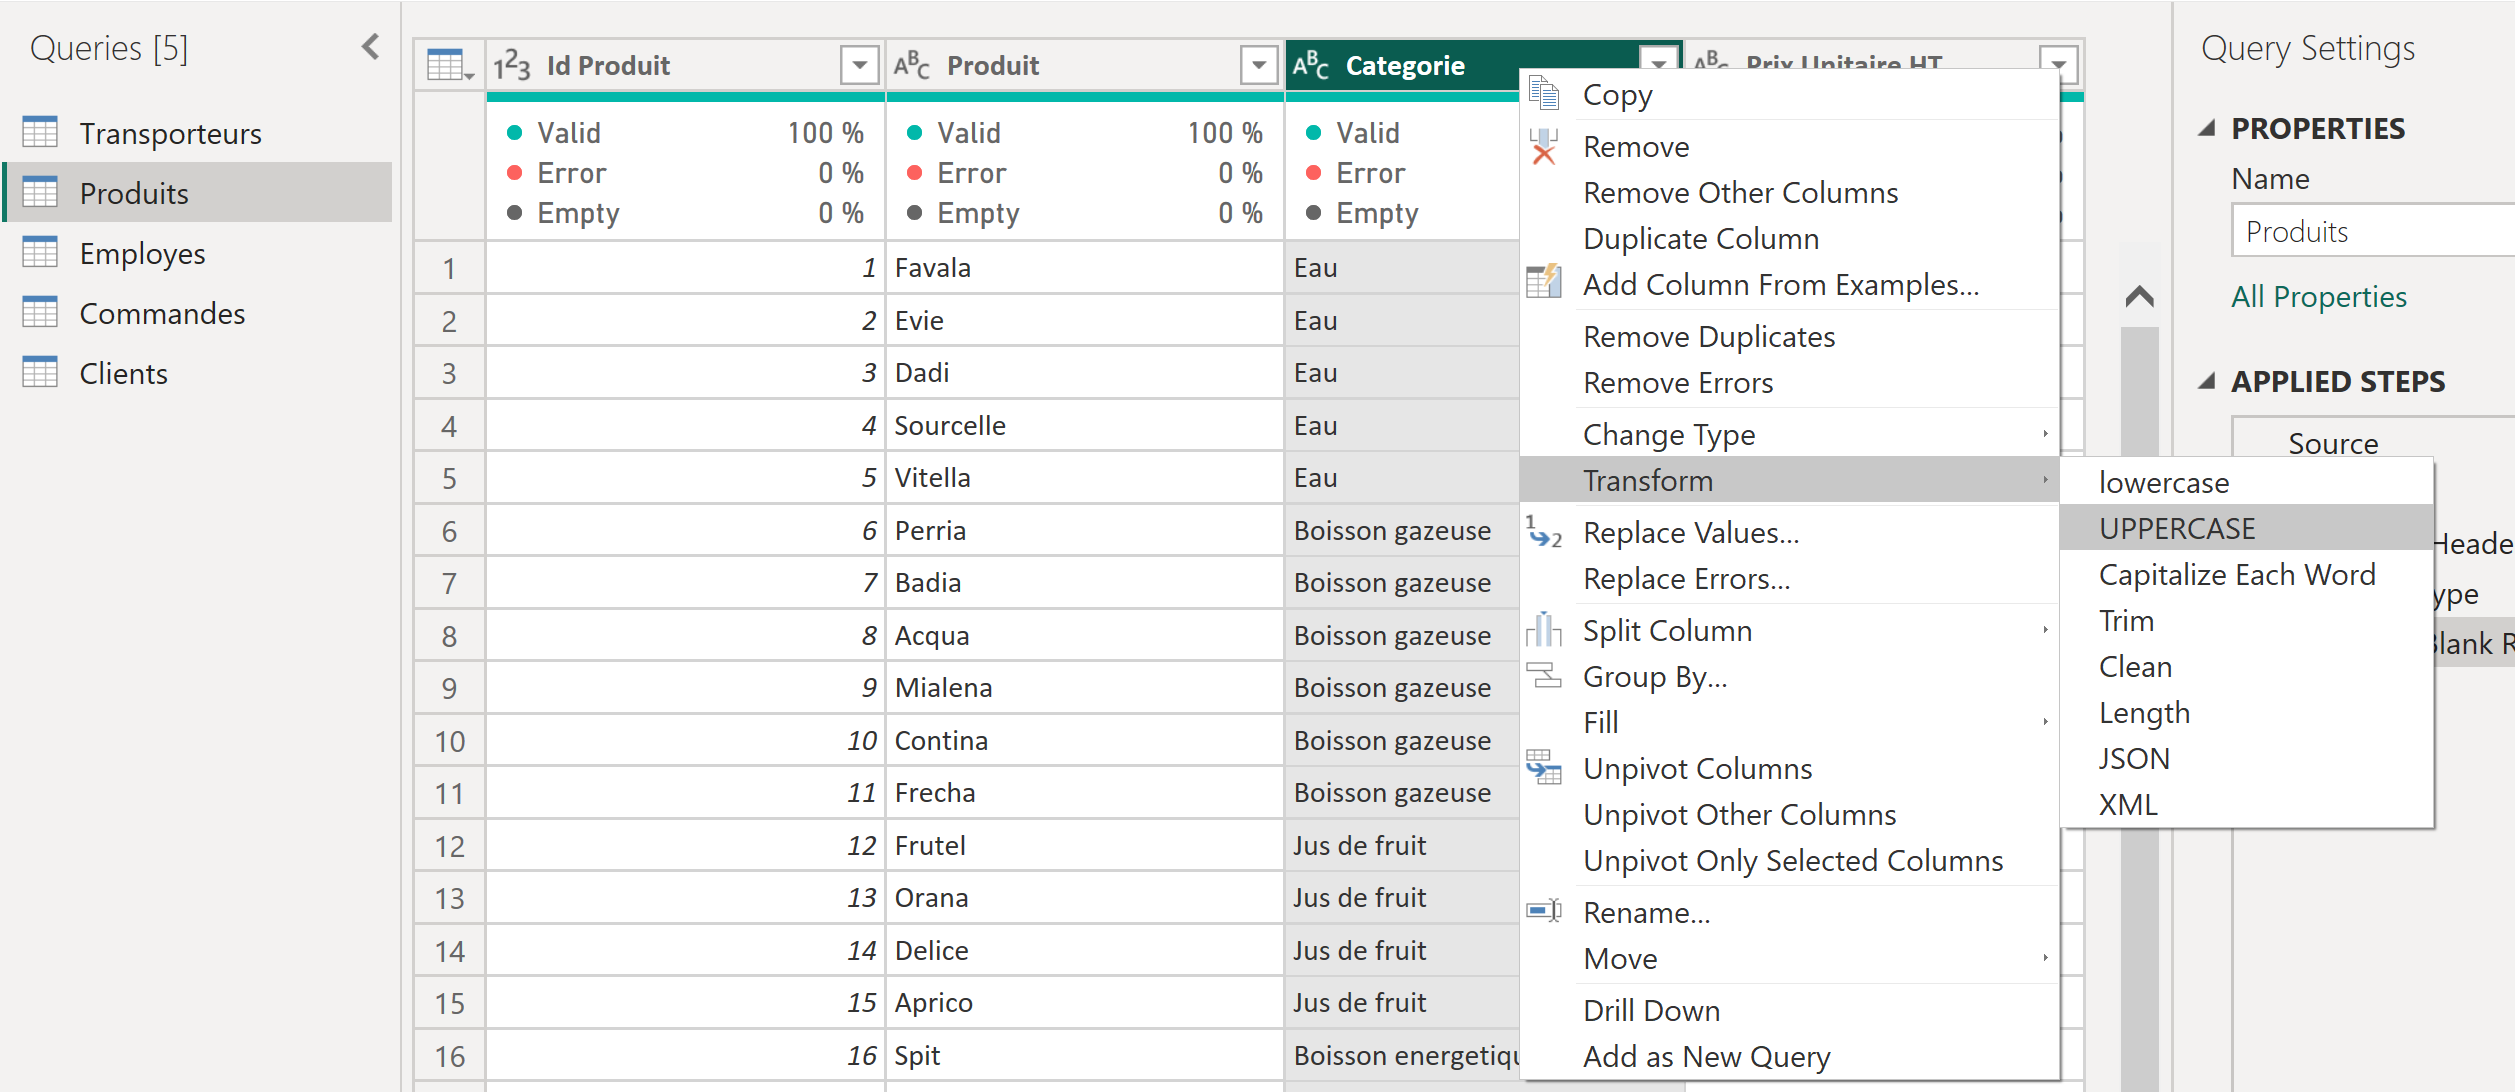 Queries [5]
Transporteurs
Produits
Employes
Commandes
Clients
1 2 3 Id Produit
A B C Produit
A B C Categorie
A B C Prix Unitaire HT
Valid 100 %
Error 0 %
Empty 0 %
Valid 100 %
Error 0 %
Empty 0 %
Valid
Error
Empty
1 1 Favala Eau
2 2 Evie Eau
3 3 Dadi Eau
4 4 Sourcelle Eau
5 5 Vitella Eau
6 6 Perria Boisson gazeuse
7 7 Badia Boisson gazeuse
8 8 Acqua Boisson gazeuse
9 9 Mialena Boisson gazeuse
10 10 Contina Boisson gazeuse
11 11 Frecha Boisson gazeuse
12 12 Frutel Jus de fruit
13 13 Orana Jus de fruit
14 14 Delice Jus de fruit
15 15 Aprico Jus de fruit
16 16 Spit Boisson energetiqu
Copy
Remove
Remove Other Columns
Duplicate Column
Add Column From Examples...
Remove Duplicates
Remove Errors
Change Type
Transform
1 2 Replace Values...
Replace Errors...
Split Column
Group By...
Fill
Unpivot Columns
Unpivot Other Columns
Unpivot Only Selected Columns
Rename...
Move
Drill Down
Add as New Query
lowercase
UPPERCASE
Capitalize Each Word
Trim
Clean
Length
JSON
XML
Query Settings
PROPERTIES
Name
Produits
All Properties
APPLIED STEPS
Source
Heade
ype
Blank R